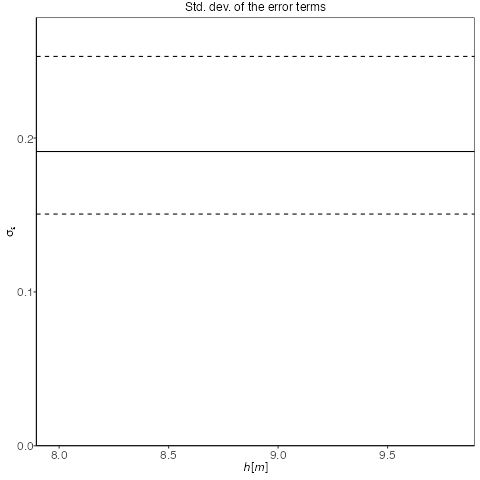 Std. dev. of the error terms
0.2
σε
0.1
0.0
8.0 8.5 9.0 9.5
h[m]